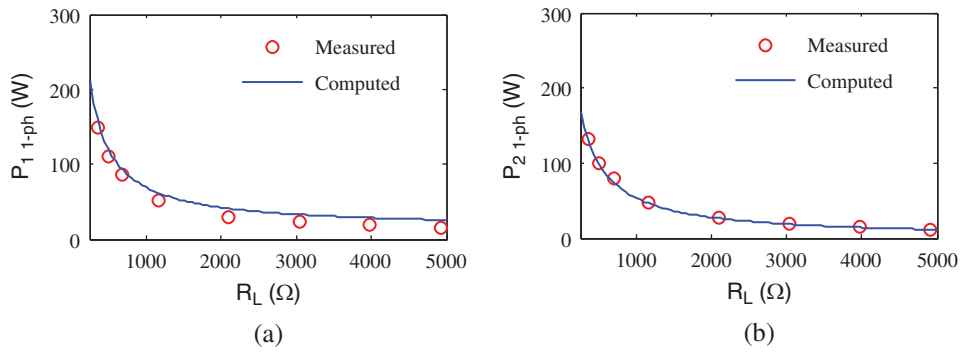 300
200
100
0
P1 1-ph (W)
Measured
Computed
1000 2000 3000 4000 5000
RL (Ω)
(a)
300
200
100
0
P2 1-ph (W)
Measured
Computed
1000 2000 3000 4000 5000
RL (Ω)
(b)